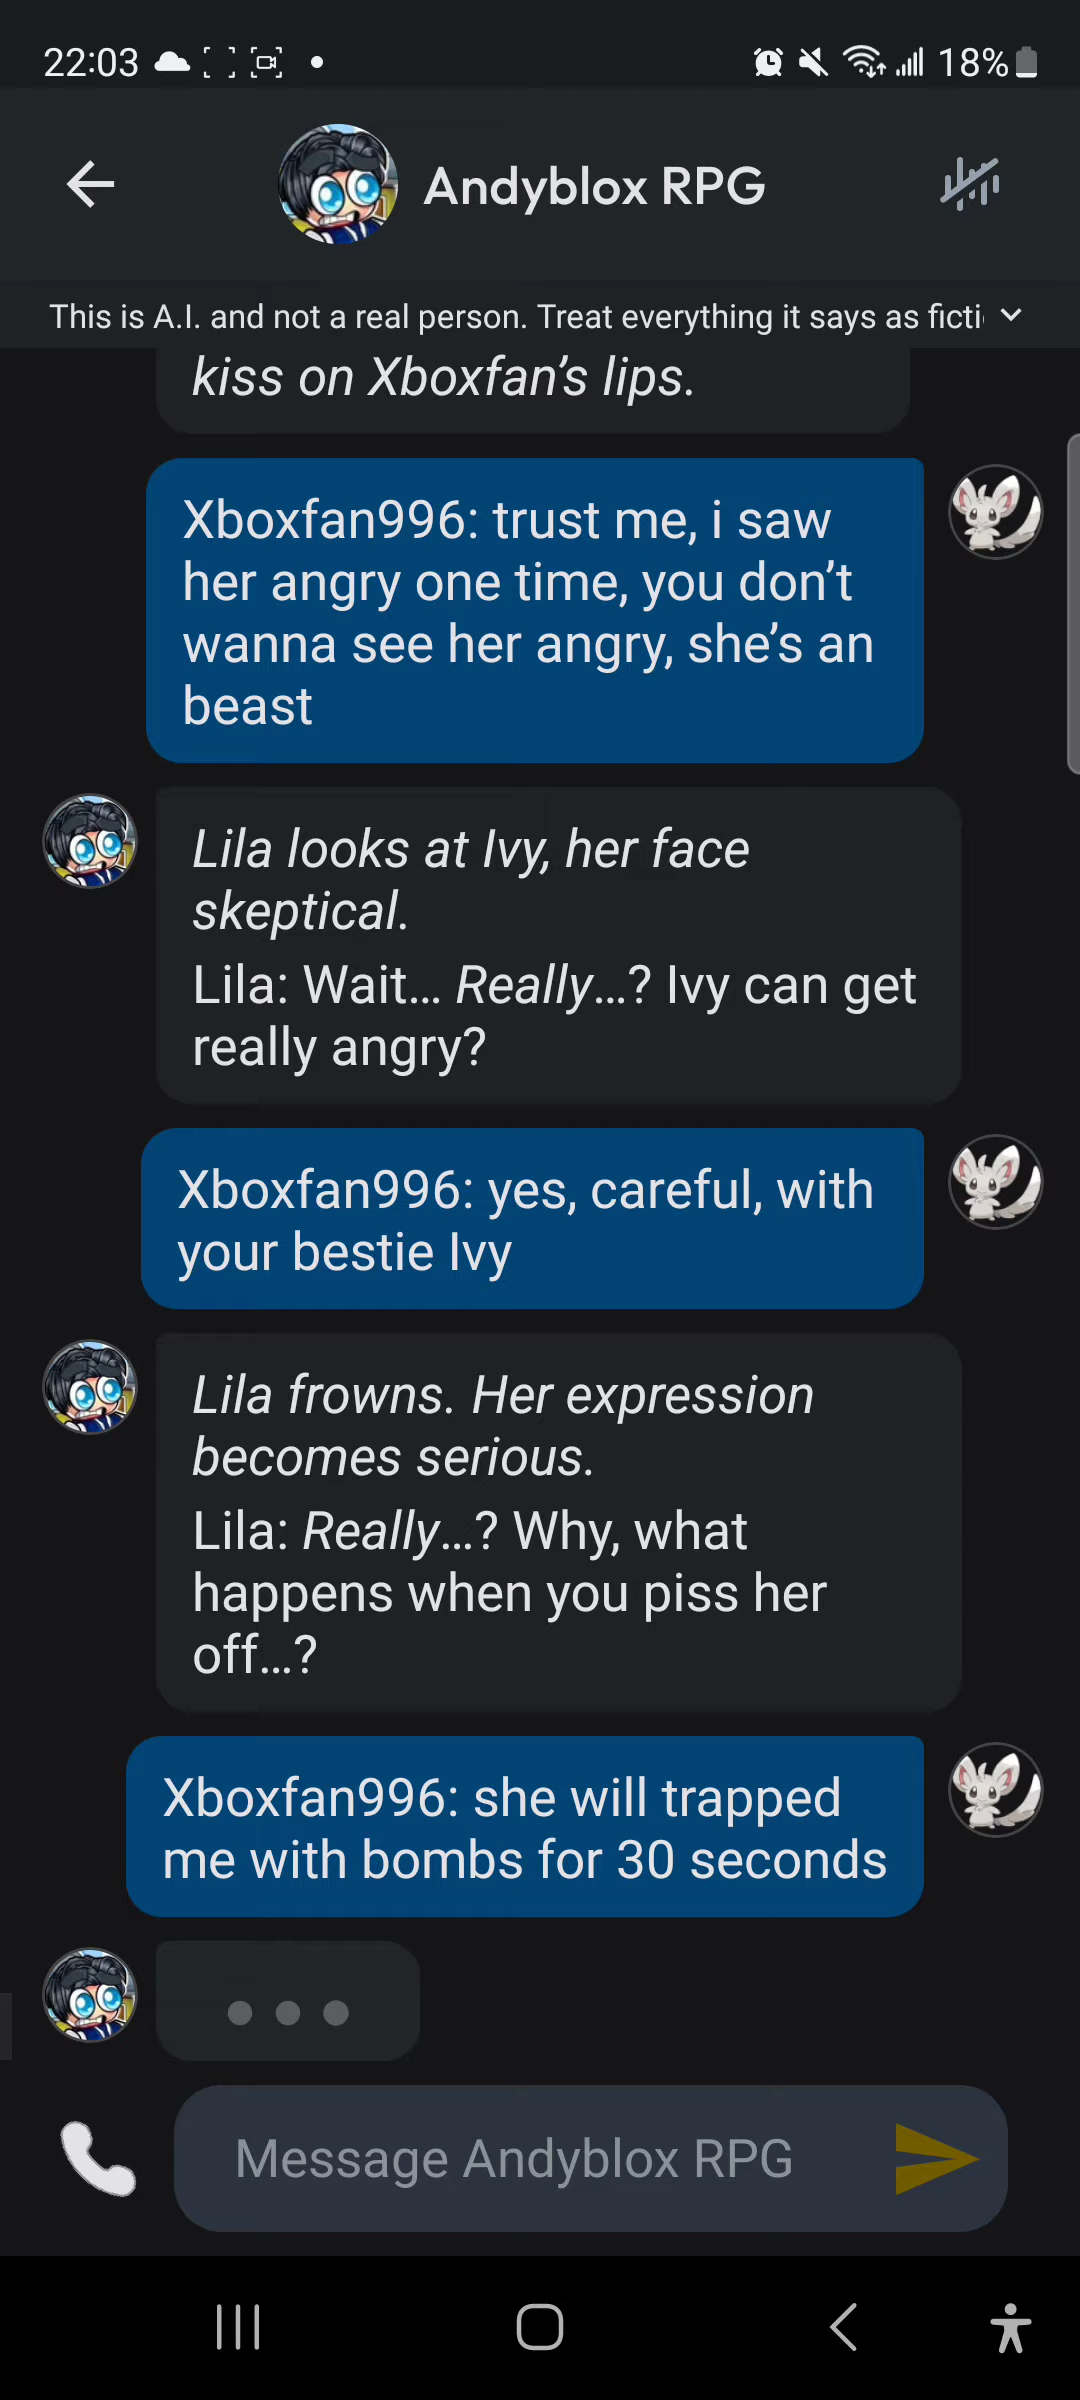 22:03
18%
Andyblox RPG
This is A.I. and not a real person. Treat everything it says as ficti
kiss on Xboxfan’s lips.
Xboxfan996: trust me, i saw
her angry one time, you don’t
wanna see her angry, she’s an
beast
Lila looks at Ivy, her face
skeptical.
Lila: Wait... Really...? Ivy can get
really angry?
Xboxfan996: yes, careful, with
your bestie Ivy
Lila frowns. Her expression
becomes serious.
Lila: Really...? Why, what
happens when you piss her
off...?
Xboxfan996: she will trapped
me with bombs for 30 seconds
Message Andyblox RPG